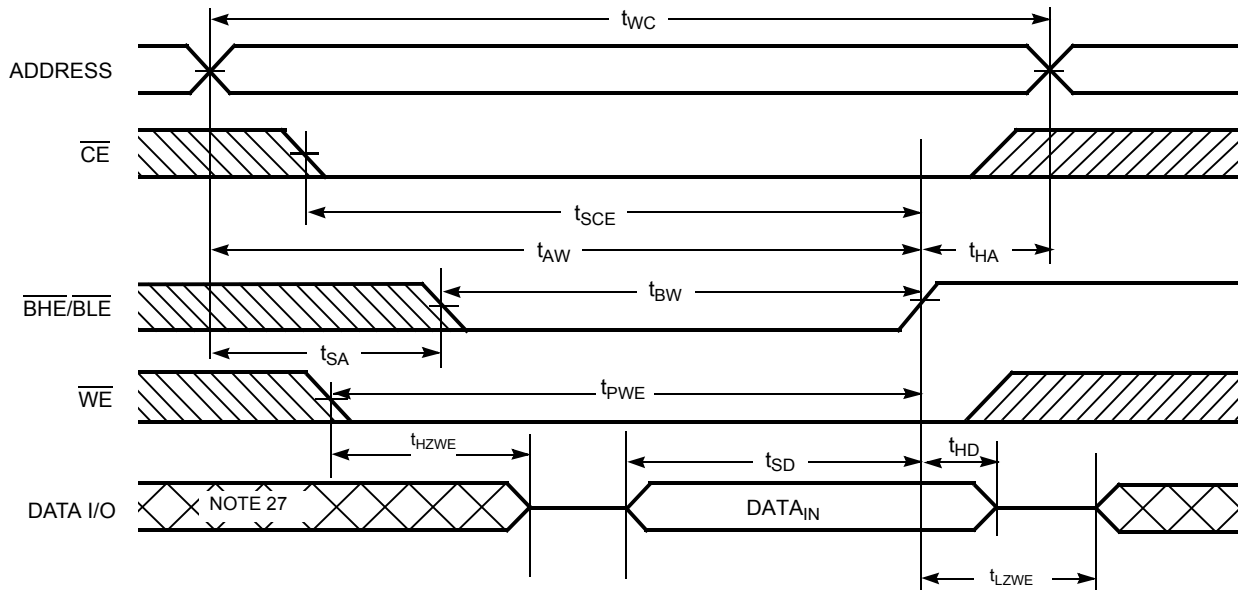 tWC
ADDRESS
CE
tSCE
tAW
tHA
BHE/BLE
tBW
tSA
WE
tPWE
tHZWE
tSD
tHD
DATA I/O
NOTE 27
DATAIN
tLZWE